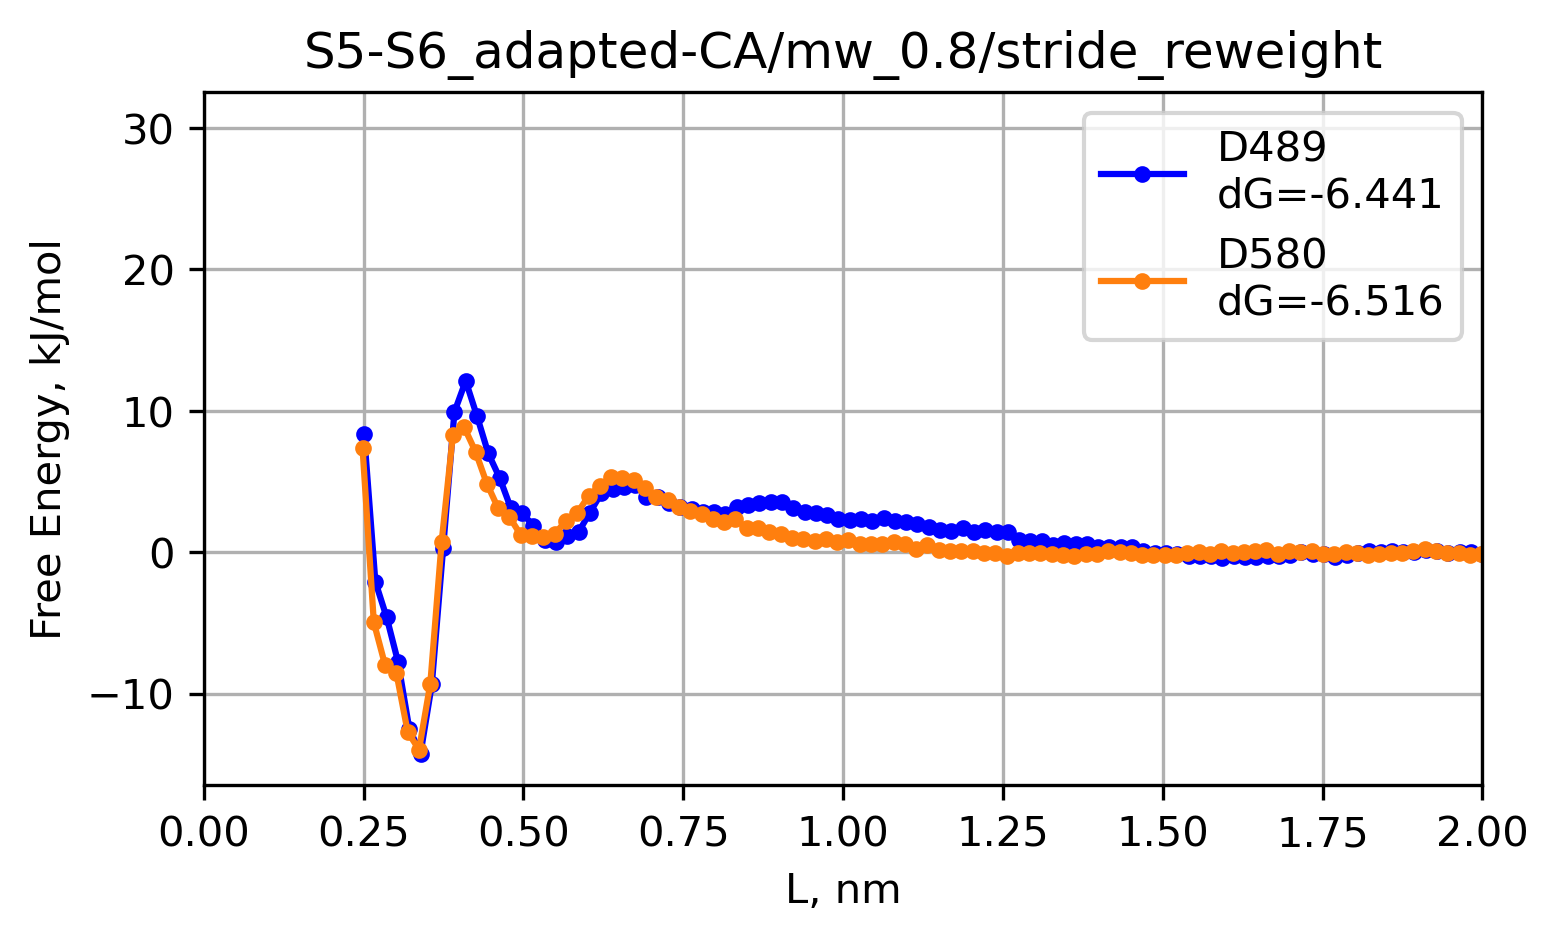 S5-S6_adapted-CA/mw_0.8/stride_reweight
D489
dG=-6.441
D580
dG=-6.516
Free Energy, kJ/mol
30
20
10
0
−10
0.00 0.25 0.50 0.75 1.00 1.25 1.50 1.75 2.00
L, nm